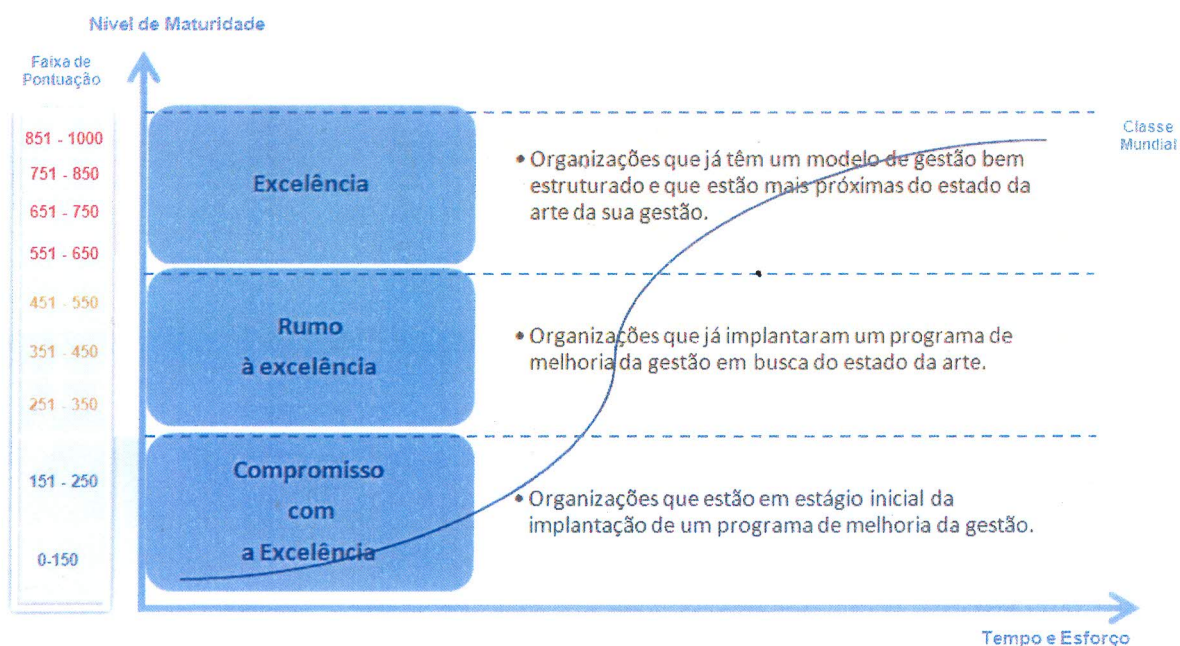 Nível de Maturidade
Faixa de
Pontuação
851 - 1000
751 - 850
651 - 750
551 - 650
451 - 550
351 - 450
251 - 350
151 - 250
0-150
Excelência
• Organizações que já têm um modelo de gestão bem
estruturado e que estão mais próximas do estado da
arte da sua gestão.
Classe
Mundial
Rumo
à excelência
• Organizações que já implantaram um programa de
melhoria da gestão em busca do estado da arte.
Compromisso
com
a Excelência
• Organizações que estão em estágio inicial da
implantação de um programa de melhoria da gestão.
Tempo e Esforço